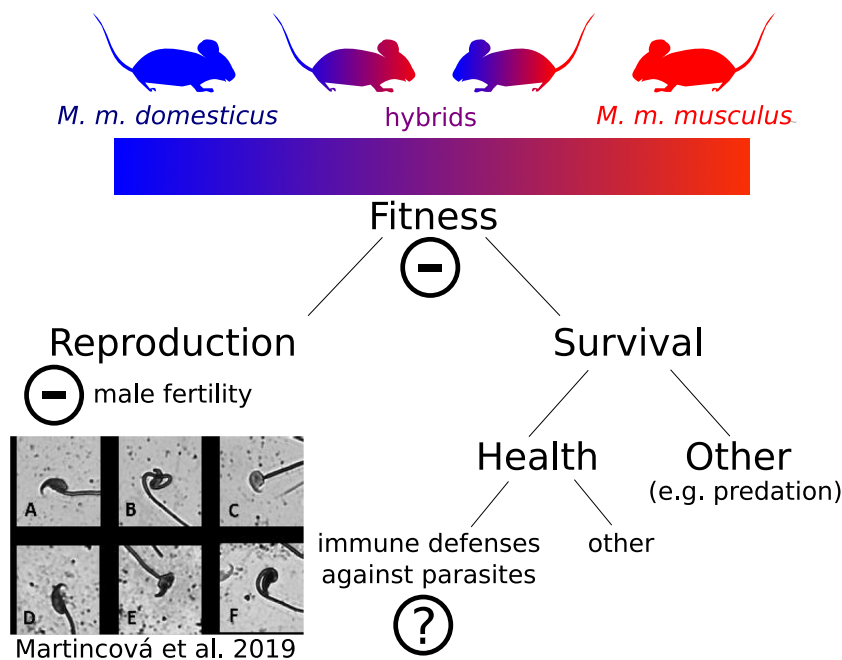 M. m. domesticus
hybrids
M. m. musculus
Fitness
−
Reproduction
Survival
− male fertility
Health
Other
(e.g. predation)
A
B
C
immune defenses
against parasites
other
D
E
F
?
Martincová et al. 2019